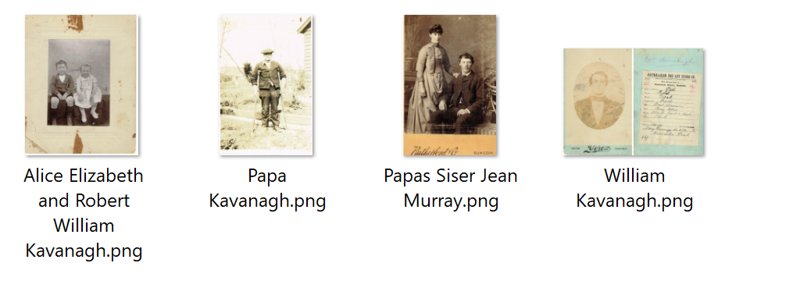 Alice Elizabeth
and Robert
William
Kavanagh.png
Papa
Kavanagh.png
Papas Siser Jean
Murray.png
William
Kavanagh.png